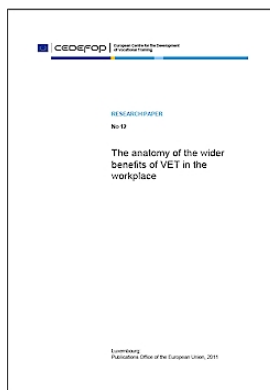 CEDEFOP
European Centre for the Development
of Vocational Training
RESEARCH PAPER
No 12
The anatomy of the wider
benefits of VET in the
workplace
Luxembourg:
Publications Office of the European Union, 2011